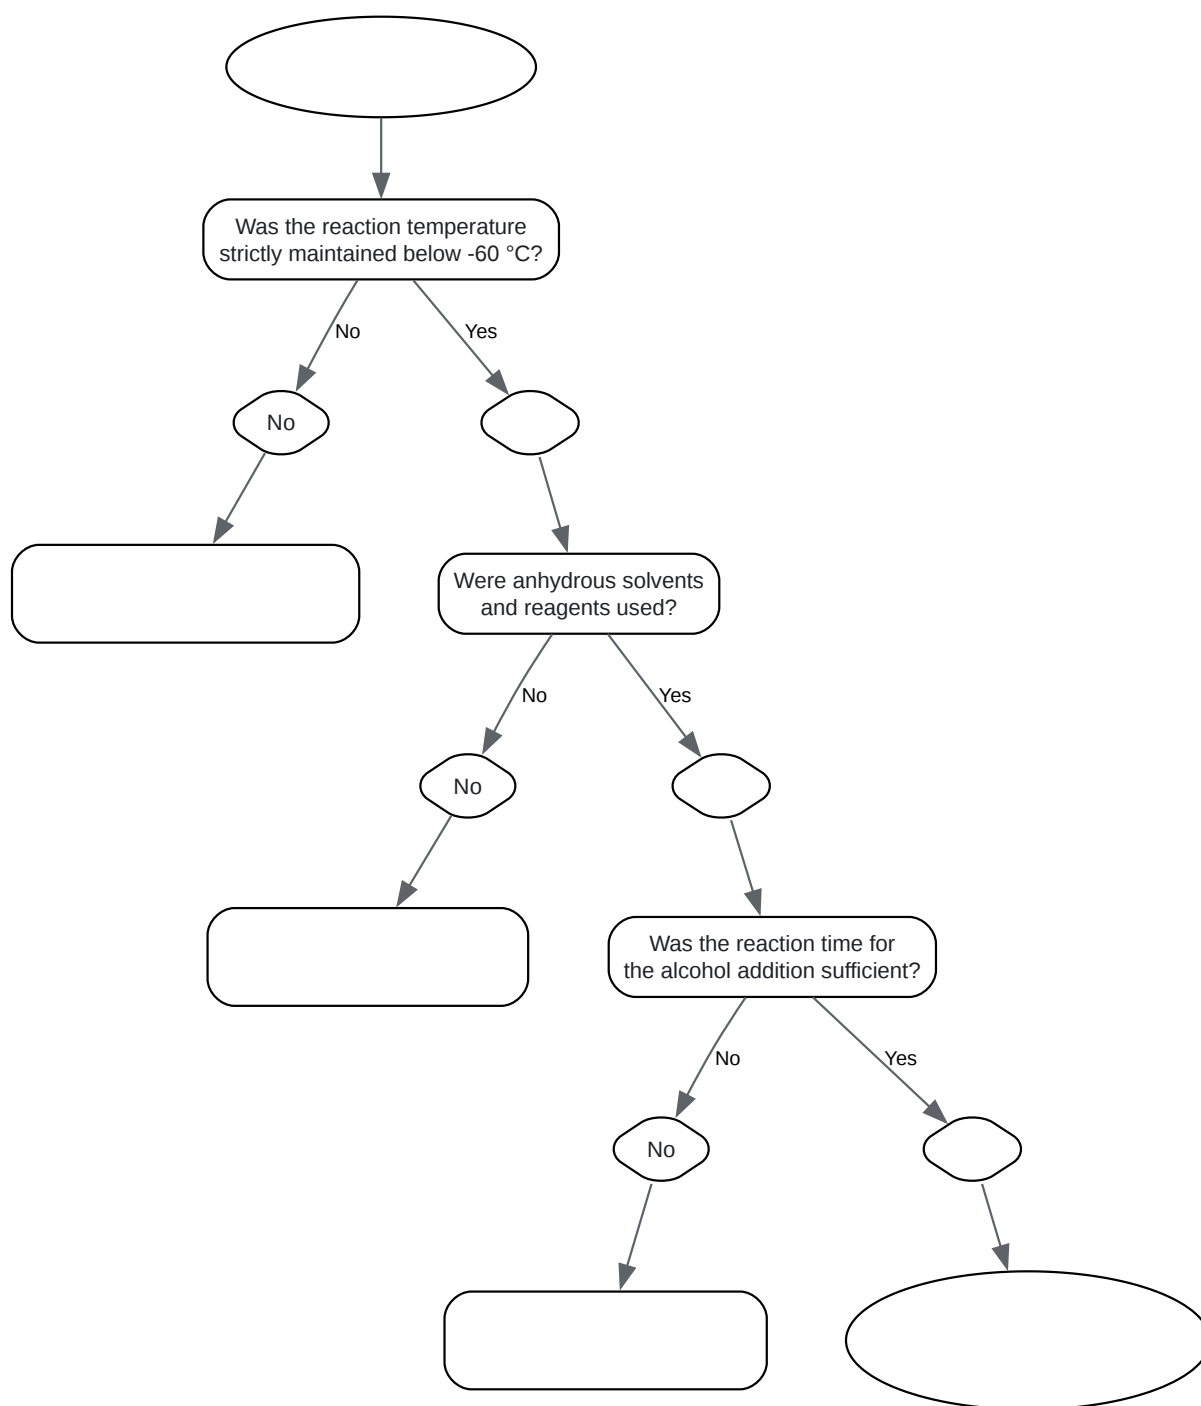 Was the reaction temperature
strictly maintained below -60 °C?
No
Yes
No
Were anhydrous solvents
and reagents used?
No
Yes
No
Was the reaction time for
the alcohol addition sufficient?
No
Yes
No